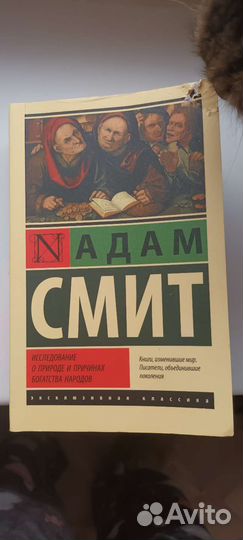 АДАМ
СМИТ
ИССЛЕДОВАНИЕ
О ПРИРОДЕ И ПРИЧИНАХ
БОГАТСТВА НАРОДОВ
Книги, изменившие мир.
Писатели, объединившие
поколения
ЭКСКЛЮЗИВНАЯ КЛАССИКА
Avito